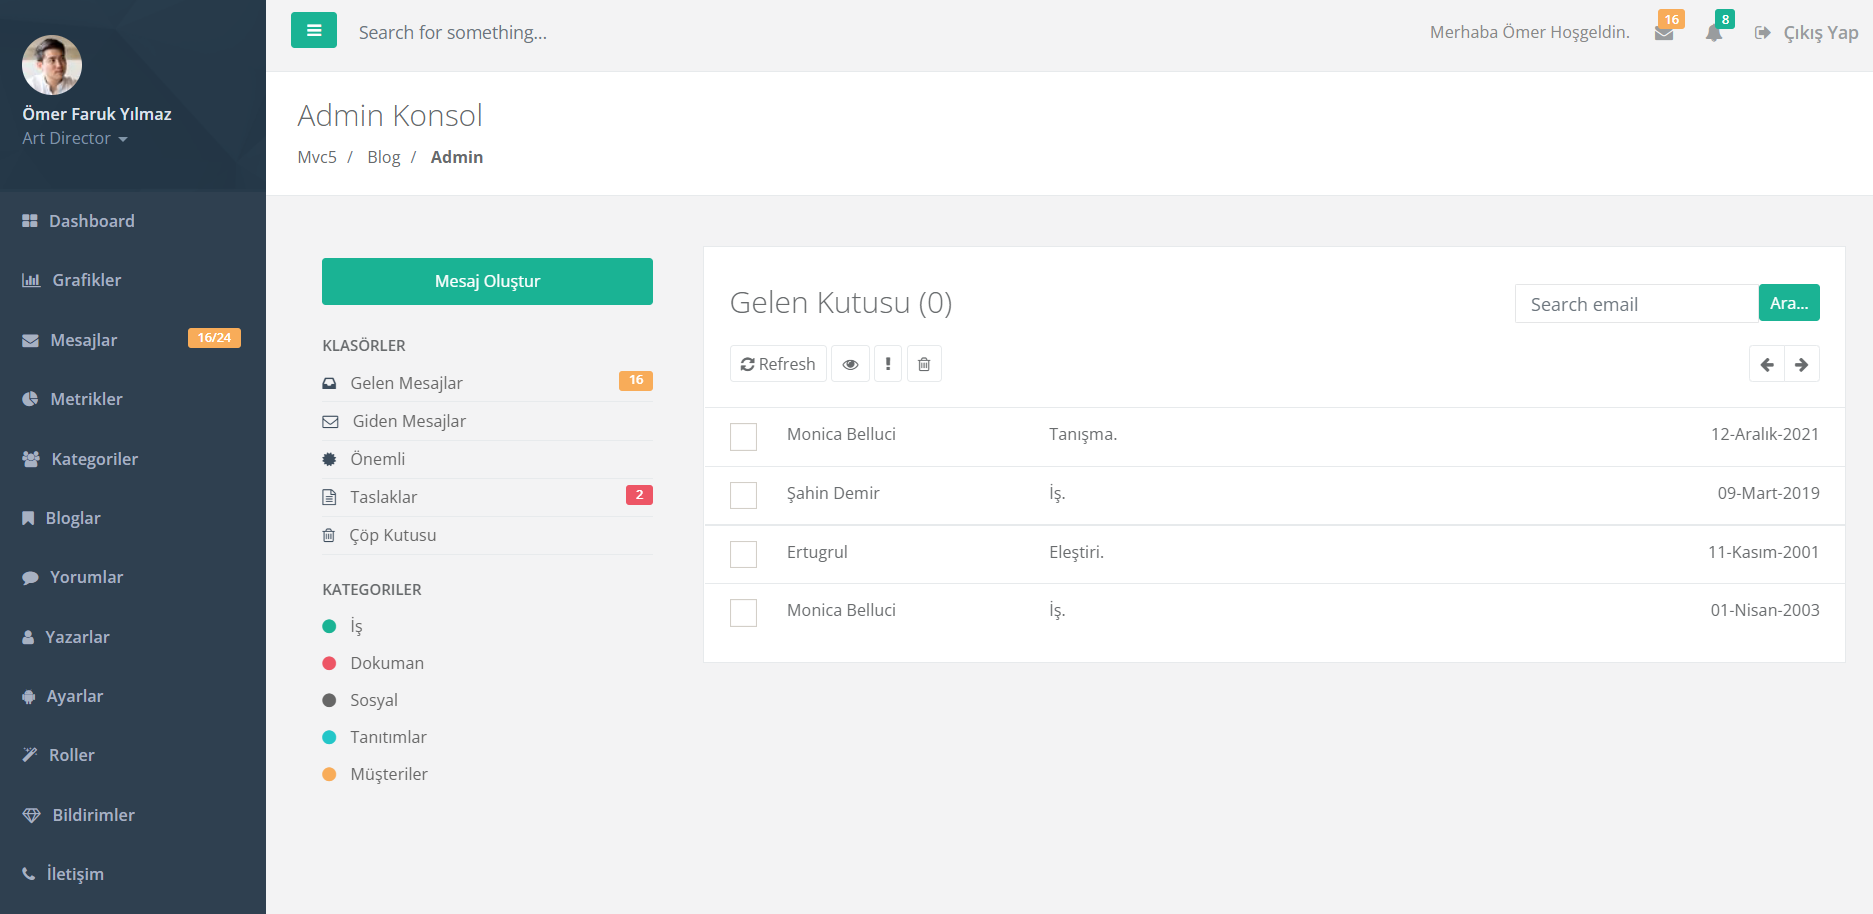 Ömer Faruk Yılmaz
Art Director
Dashboard
Grafikler
Mesajlar 16/24
Metrikler
Kategoriler
Bloglar
Yorumlar
Yazarlar
Ayarlar
Roller
Bildirimler
İletişim
Search for something...
Merhaba Ömer Hoşgeldin. 16 8 Çıkış Yap
Admin Konsol
Mvc5 / Blog / Admin
Mesaj Oluştur
KLASÖRLER
Gelen Mesajlar 16
Giden Mesajlar
Önemli
Taslaklar 2
Çöp Kutusu
KATEGORILER
İş
Dokuman
Sosyal
Tanıtımlar
Müşteriler
Gelen Kutusu (0)
Search email Ara...
Refresh
Monica Belluci Tanışma. 12-Aralık-2021
Şahin Demir İş. 09-Mart-2019
Ertugrul Eleştiri. 11-Kasım-2001
Monica Belluci İş. 01-Nisan-2003